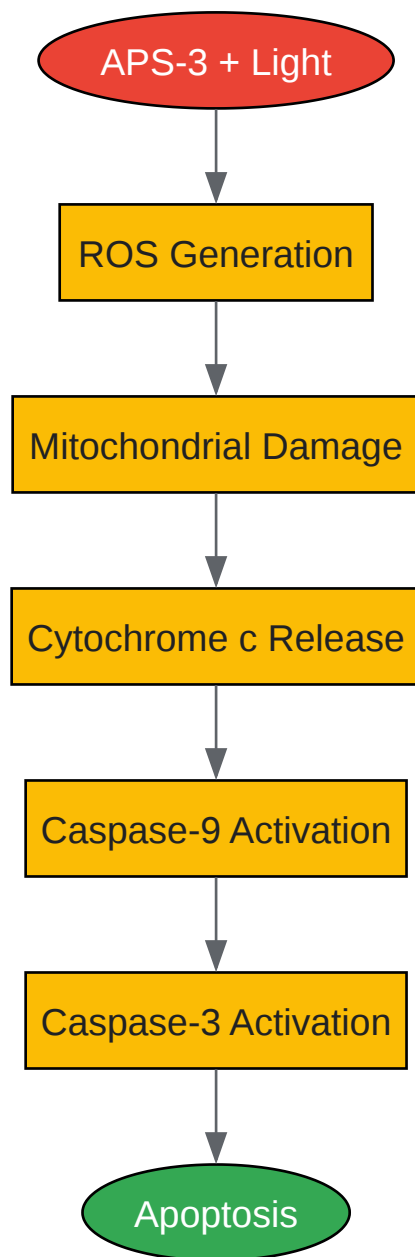 APS-3 + Light
ROS Generation
Mitochondrial Damage
Cytochrome c Release
Caspase-9 Activation
Caspase-3 Activation
Apoptosis